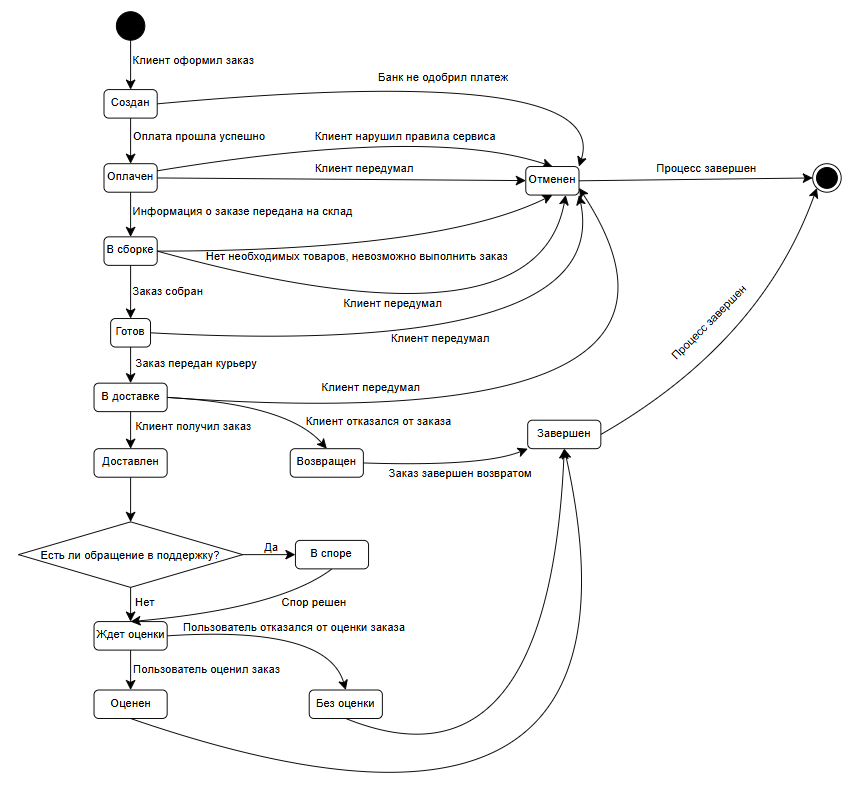 Клиент оформил заказ
Банк не одобрил платеж
Создан
Оплата прошла успешно
Клиент нарушил правила сервиса
Клиент передумал
Процесс завершен
Оплачен
Отменен
Информация о заказе передана на склад
В сборке
Нет необходимых товаров, невозможно выполнить заказ
Заказ собран
Клиент передумал
Готов
Клиент передумал
Процесс завершен
Заказ передан курьеру
Клиент передумал
В доставке
Клиент получил заказ
Клиент отказался от заказа
Завершен
Доставлен
Возвращен
Заказ завершен возвратом
Есть ли обращение в поддержку?
Да
В споре
Нет
Спор решен
Ждет оценки
Пользователь отказался от оценки заказа
Пользователь оценил заказ
Оценен
Без оценки